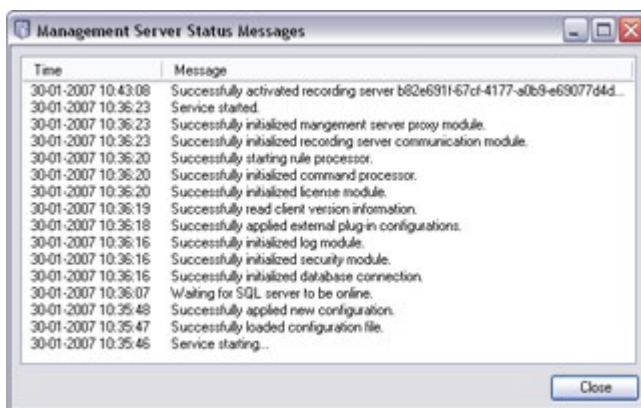 Management Server Status Messages
Time Message
30-01-2007 10:43:08 Successfully activated recording server b82e691f-67cf-4177-a0b9-e69077d4d...
30-01-2007 10:36:23 Service started.
30-01-2007 10:36:23 Successfully initialized mangement server proxy module.
30-01-2007 10:36:23 Successfully initialized recording server communication module.
30-01-2007 10:36:20 Successfully starting rule processor.
30-01-2007 10:36:20 Successfully initialized command processor.
30-01-2007 10:36:20 Successfully initialized license module.
30-01-2007 10:36:19 Successfully read client version information.
30-01-2007 10:36:18 Successfully applied external plug-in configurations.
30-01-2007 10:36:16 Successfully initialized log module.
30-01-2007 10:36:16 Successfully initialized security module.
30-01-2007 10:36:16 Successfully initialized database connection.
30-01-2007 10:36:07 Waiting for SQL server to be online.
30-01-2007 10:35:48 Successfully applied new configuration.
30-01-2007 10:35:47 Successfully loaded configuration file.
30-01-2007 10:35:46 Service starting...
Close